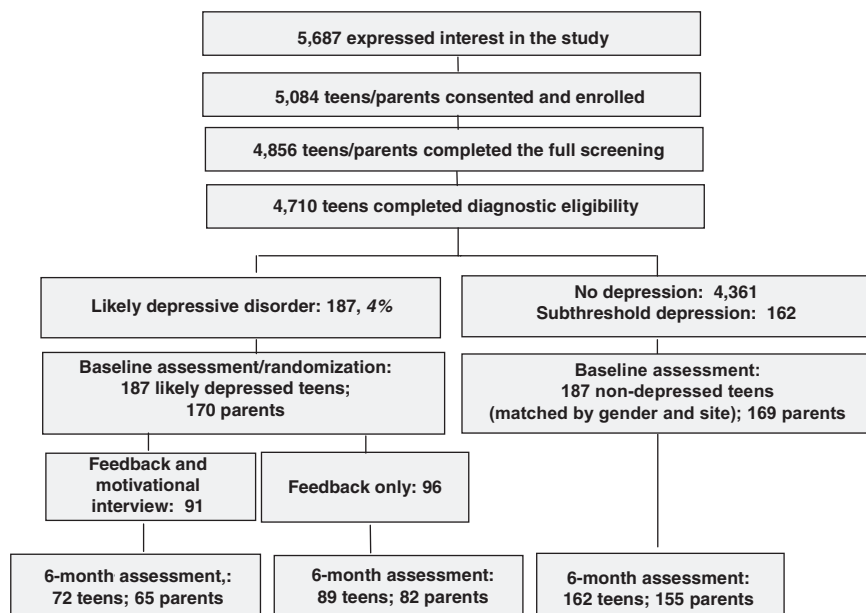 5,687 expressed interest in the study
5,084 teens/parents consented and enrolled
4,856 teens/parents completed the full screening
4,710 teens completed diagnostic eligibility
Likely depressive disorder: 187, 4%
No depression: 4,361
Subthreshold depression: 162
Baseline assessment/randomization:
187 likely depressed teens;
170 parents
Baseline assessment:
187 non-depressed teens
(matched by gender and site); 169 parents
Feedback and
motivational
interview: 91
Feedback only: 96
6-month assessment,:
72 teens; 65 parents
6-month assessment:
89 teens; 82 parents
6-month assessment:
162 teens; 155 parents